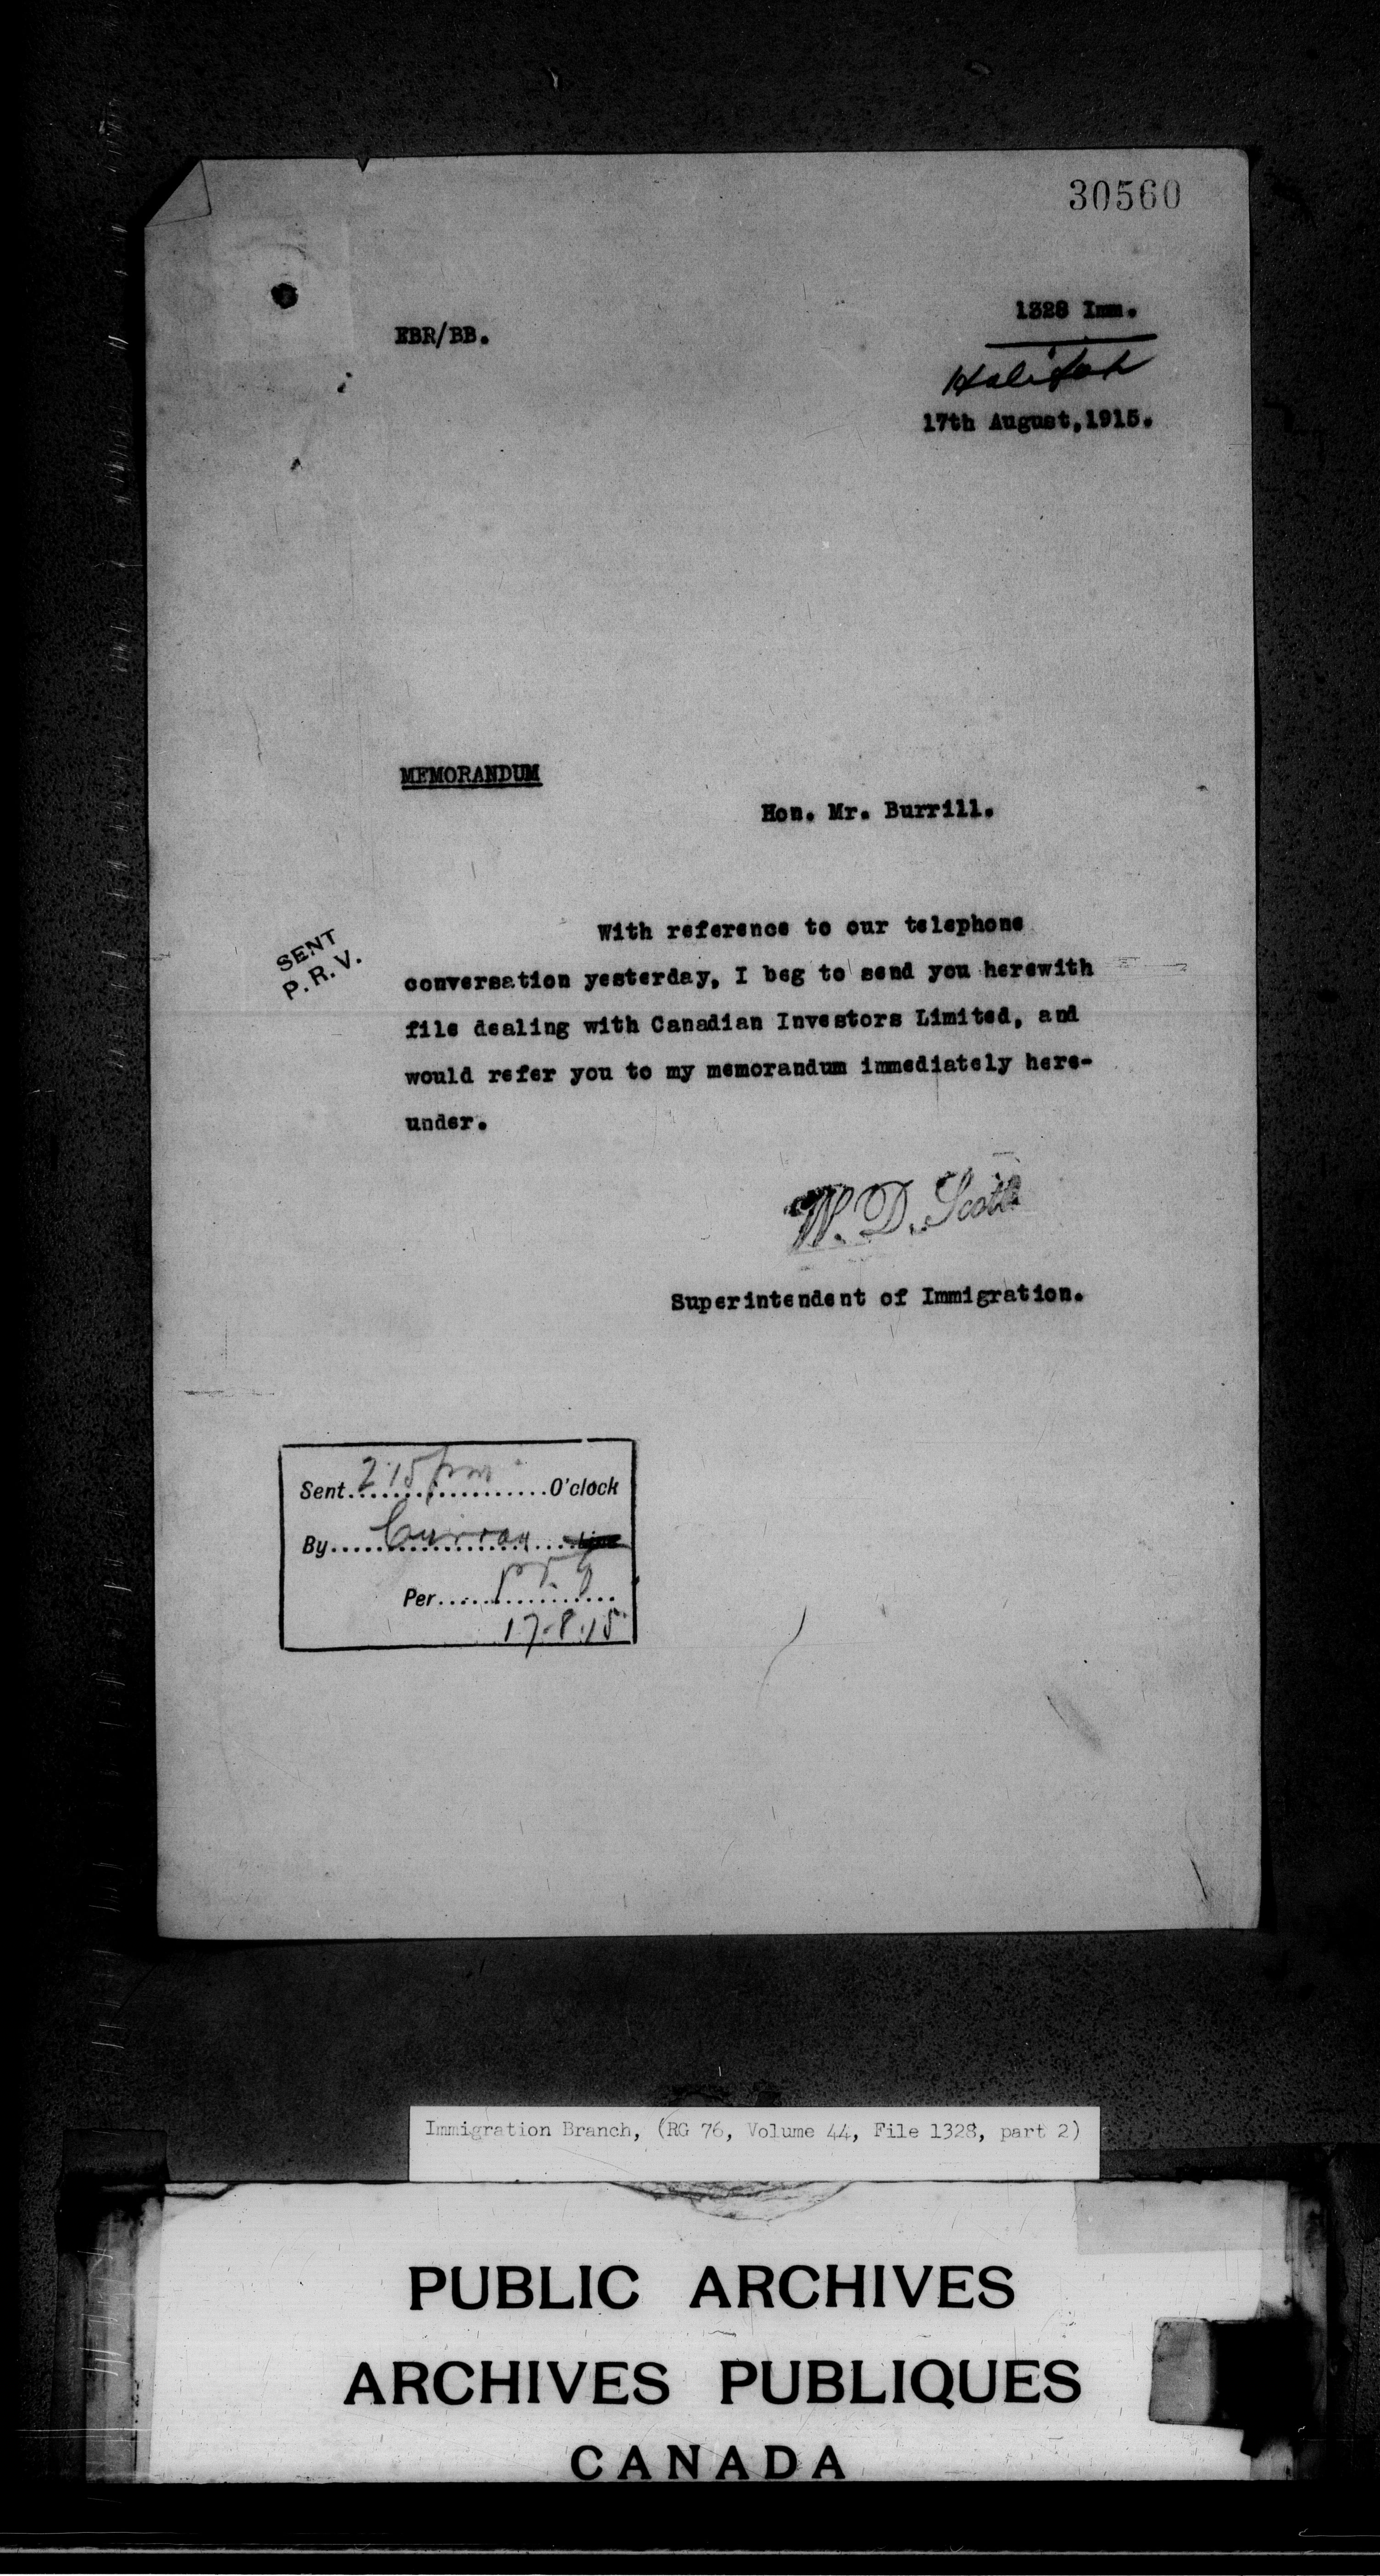 30560
1328 Imm.
EBR/BB.
Halifax
17th August, 1915.
MEMORANDUM
Hon. Mr. Burrill.
SENT
P. R. V.
With reference to our telephone
conversation yesterday, I beg to send you herewith
file dealing with Canadian Investors Limited, and
would refer you to my memorandum immediately here-
under.
W. D. Scott
Superintendent of Immigration.
Sent 2.15 pm O'clock
By Curran
Per
17-8-15
Immigration Branch, (RG 76, Volume 44, File 1328, part 2)
PUBLIC ARCHIVES
ARCHIVES PUBLIQUES
CANADA